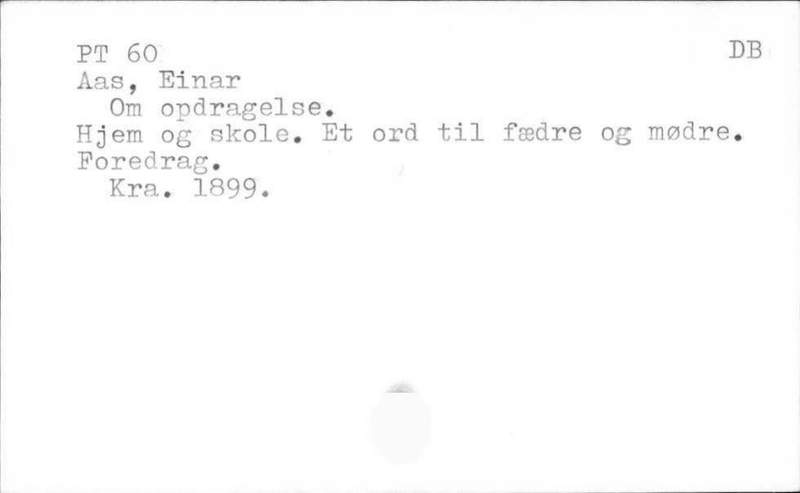 PT 60 DB
Aas, Einar
Om opdragelse.
Hjem og skole. Et ord til fædre og mødre.
Foredrag.
Kra. 1899.